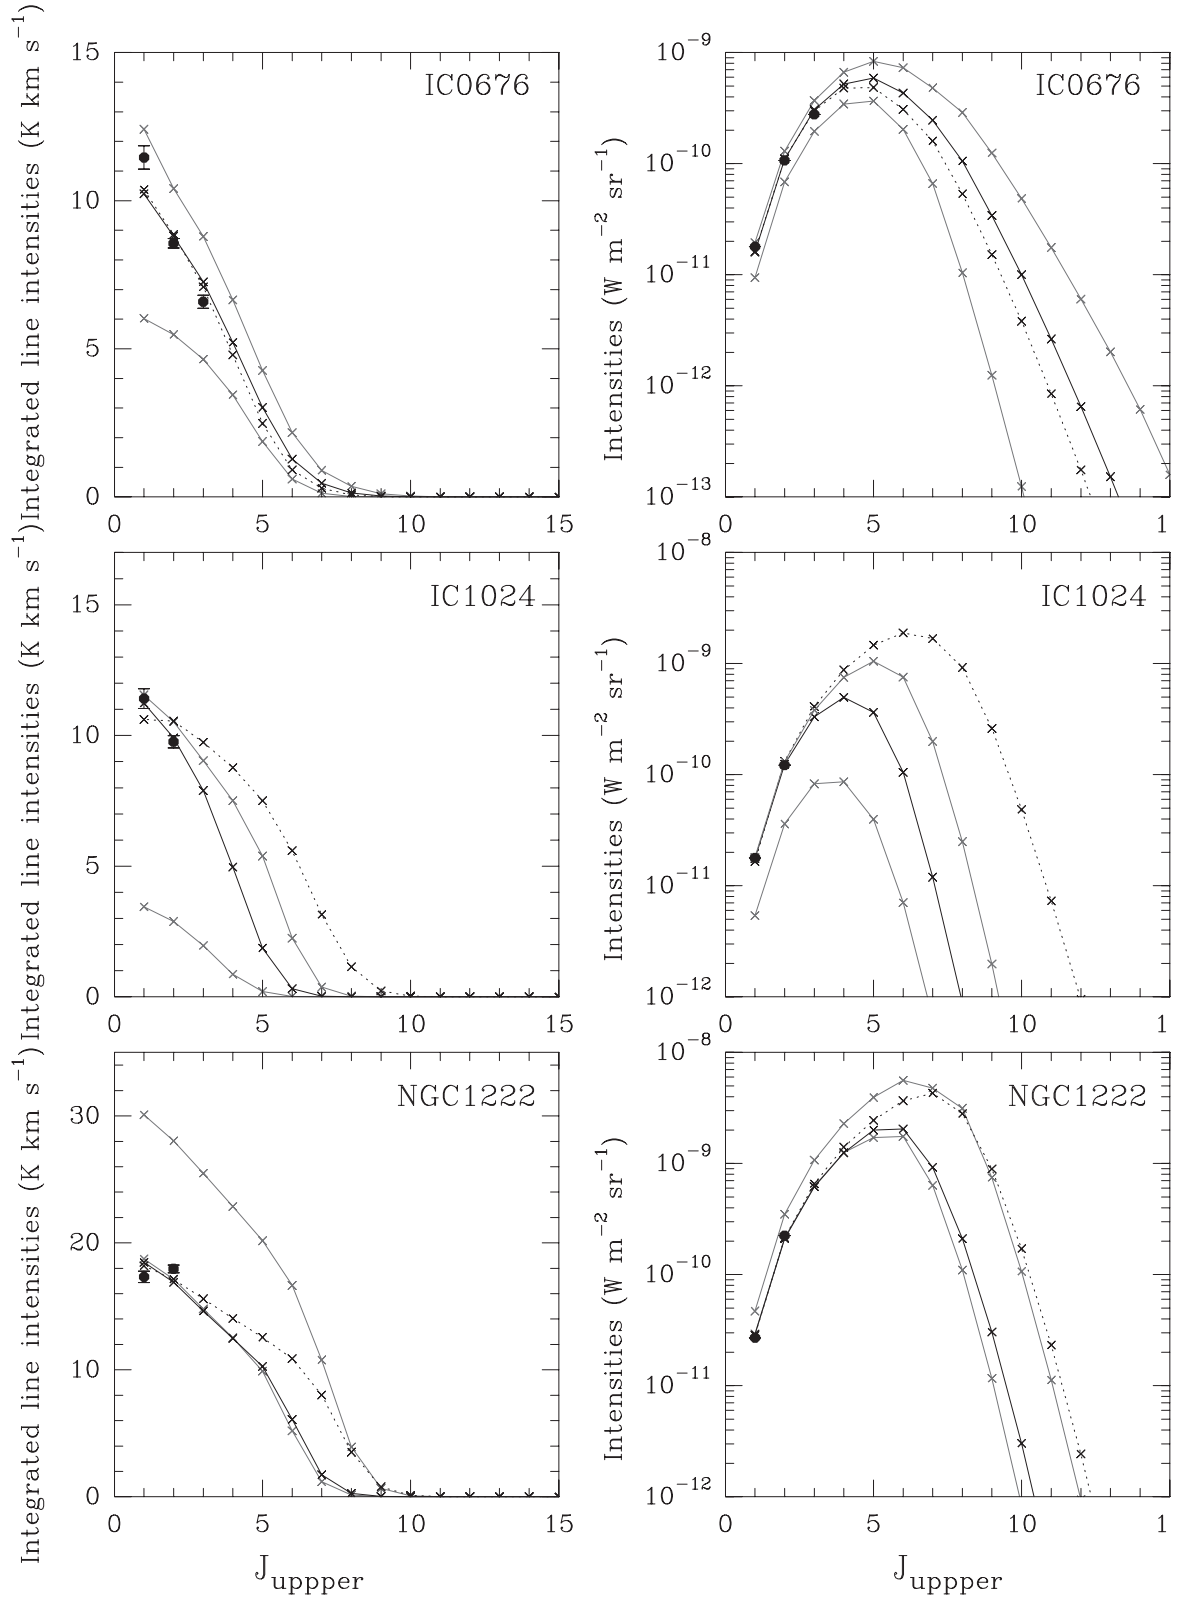 Integrated line intensities (K km s⁻¹)
15
10
5
0
IC0676
0 5 10 15
Intensities (W m⁻² sr⁻¹)
10⁻⁹
10⁻¹⁰
10⁻¹¹
10⁻¹²
10⁻¹³
IC0676
0 5 10 1
Integrated line intensities (K km s⁻¹)
15
10
5
0
IC1024
0 5 10 15
Intensities (W m⁻² sr⁻¹)
10⁻⁸
10⁻⁹
10⁻¹⁰
10⁻¹¹
10⁻¹²
IC1024
0 5 10 1
Integrated line intensities (K km s⁻¹)
30
20
10
0
NGC1222
0 5 10 15
J_uppper
Intensities (W m⁻² sr⁻¹)
10⁻⁸
10⁻⁹
10⁻¹⁰
10⁻¹¹
10⁻¹²
NGC1222
0 5 10 1
J_uppper